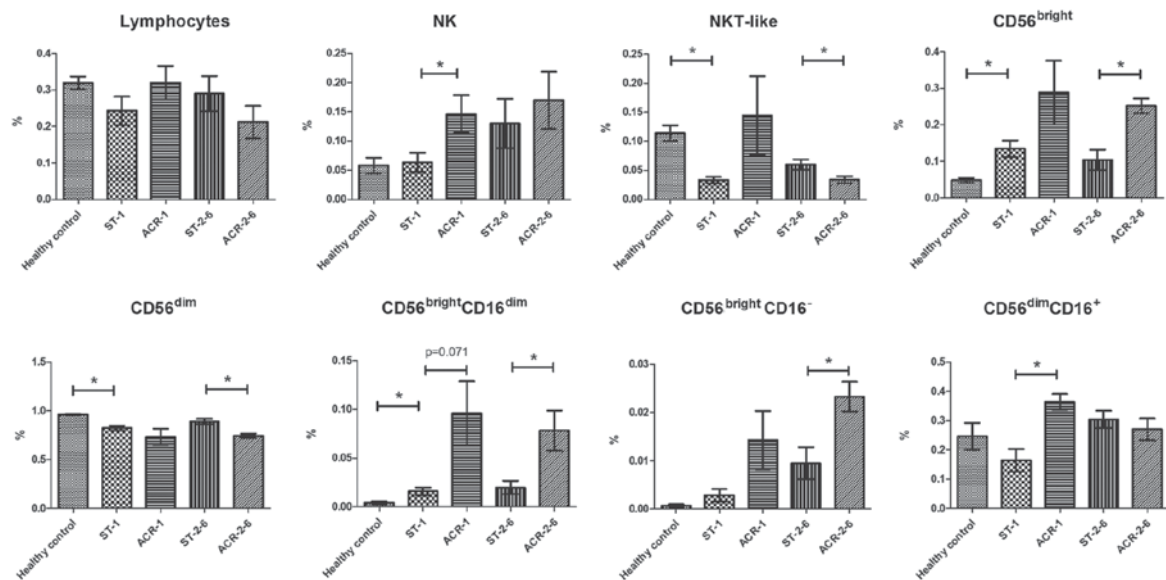 Lymphocytes
%
0.4
0.3
0.2
0.1
0.0
Healthy control
ST-1
ACR-1
ST-2-6
ACR-2-6
NK
%
0.25
0.20
0.15
0.10
0.05
0.00
*
Healthy control
ST-1
ACR-1
ST-2-6
ACR-2-6
NKT-like
%
0.25
0.20
0.15
0.10
0.05
0.00
*
*
Healthy control
ST-1
ACR-1
ST-2-6
ACR-2-6
CD56bright
%
0.4
0.3
0.2
0.1
0.0
*
*
Healthy control
ST-1
ACR-1
ST-2-6
ACR-2-6
CD56dim
%
1.5
1.0
0.5
0.0
*
*
Healthy control
ST-1
ACR-1
ST-2-6
ACR-2-6
CD56brightCD16dim
%
0.15
0.10
0.05
0.00
*
p=0.071
*
Healthy control
ST-1
ACR-1
ST-2-6
ACR-2-6
CD56bright CD16-
%
0.03
0.02
0.01
0.00
*
Healthy control
ST-1
ACR-1
ST-2-6
ACR-2-6
CD56dimCD16+
%
0.5
0.4
0.3
0.2
0.1
0.0
*
Healthy control
ST-1
ACR-1
ST-2-6
ACR-2-6